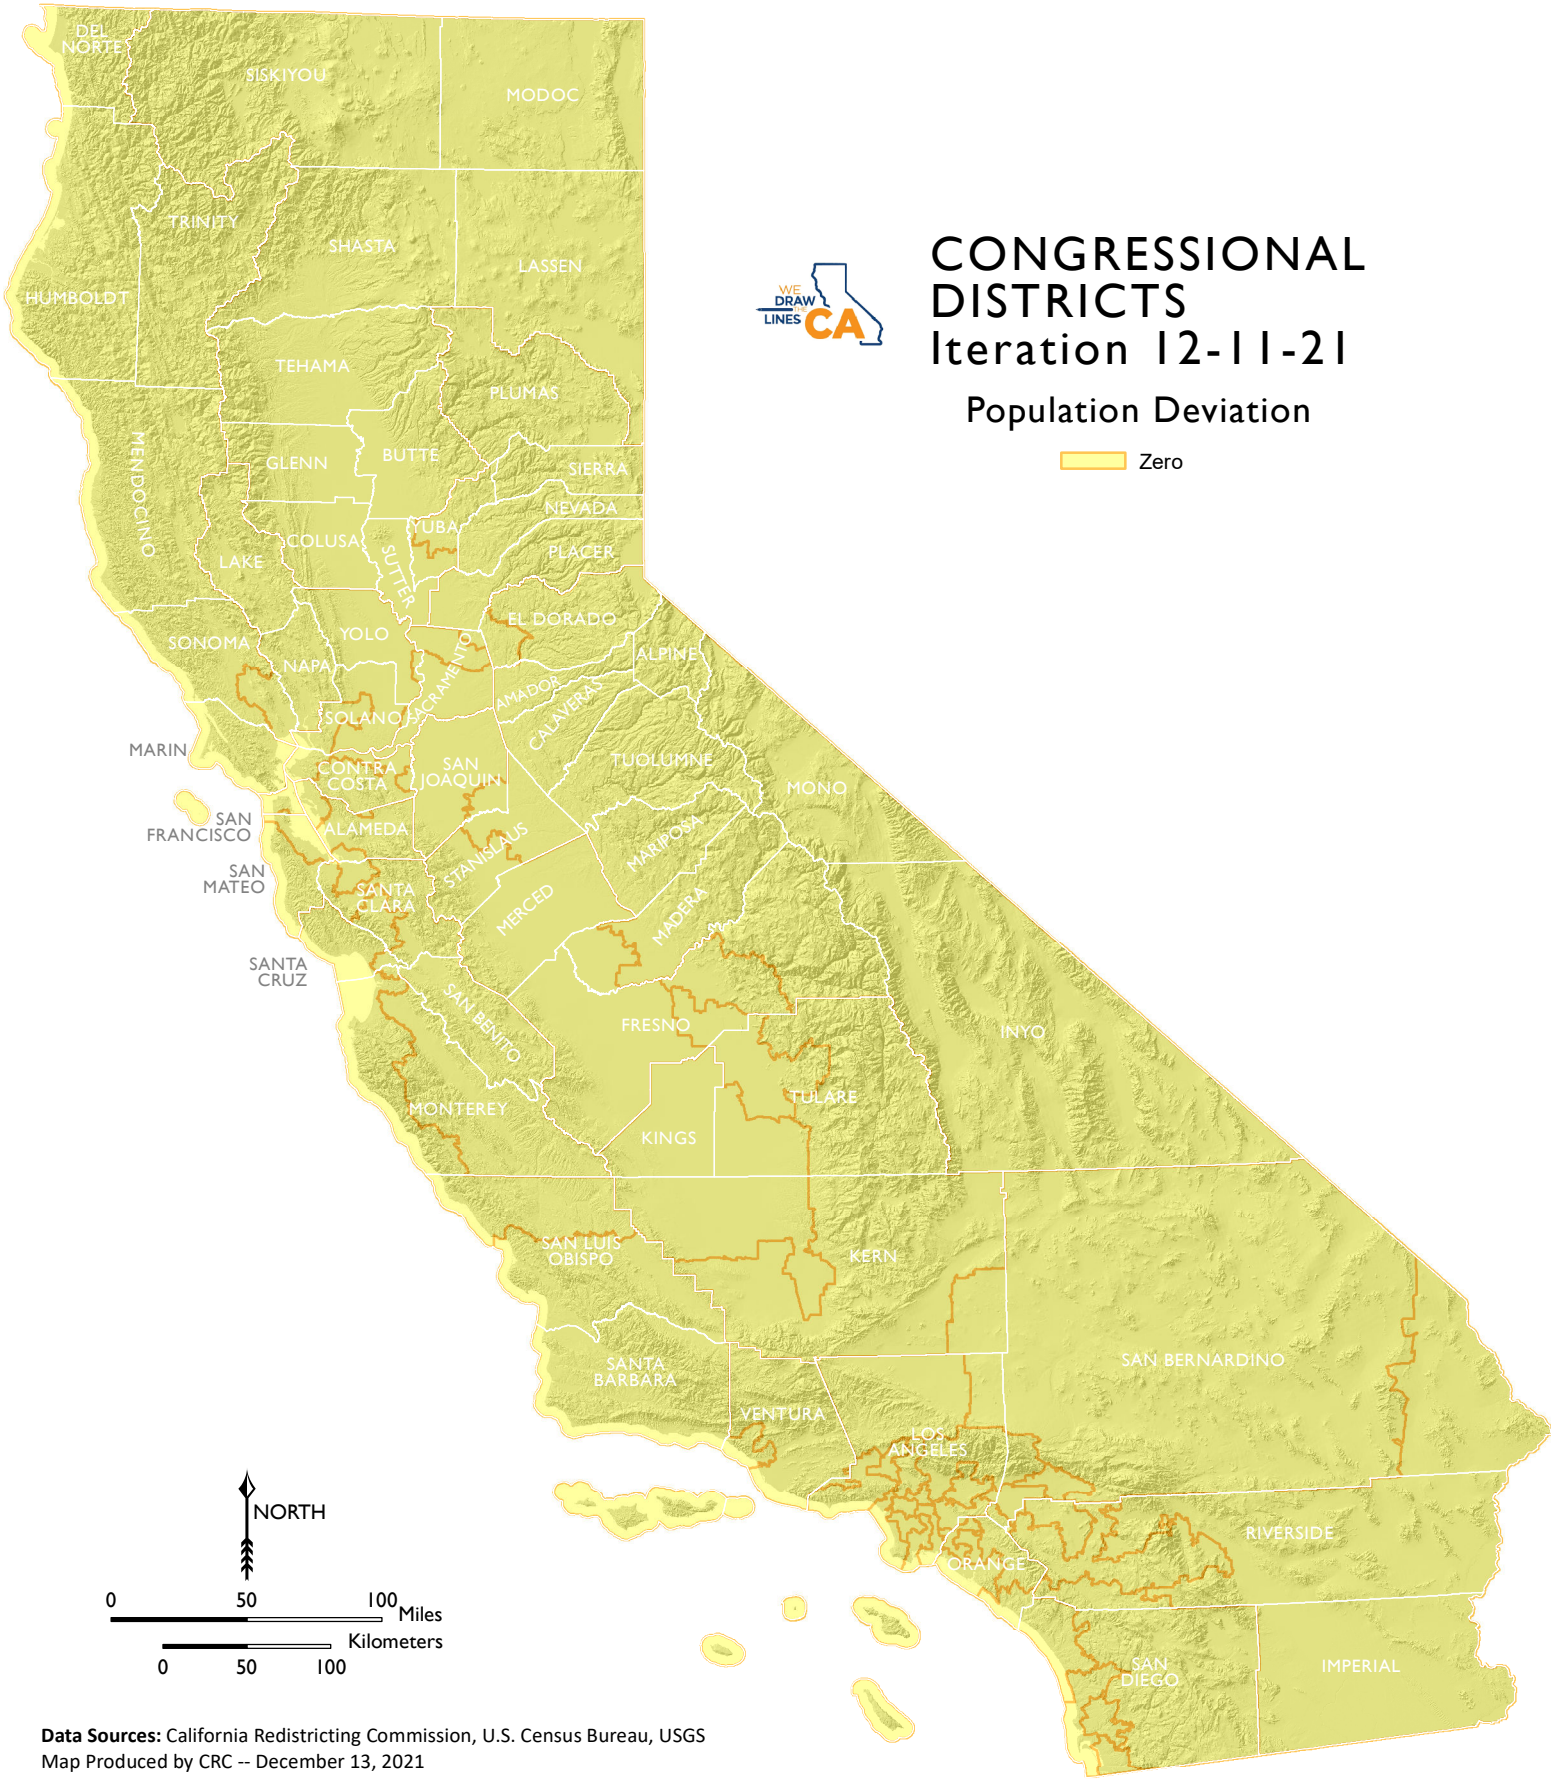 DEL
NORTE
SISKIYOU
MODOC
TRINITY
SHASTA
LASSEN
HUMBOLDT
WE
DRAW
THE
LINES
CA
CONGRESSIONAL
DISTRICTS
Iteration 12-11-21
Population Deviation
Zero
TEHAMA
PLUMAS
MENDOCINO
GLENN
BUTTE
SIERRA
NEVADA
YUBA
COLUSA
SUTTER
PLACER
LAKE
EL DORADO
SONOMA
YOLO
NAPA
SACRAMENTO
ALPINE
AMADOR
CALAVERAS
SOLANO
MARIN
CONTRA
COSTA
SAN
JOAQUIN
TUOLUMNE
MONO
SAN
FRANCISCO
ALAMEDA
STANISLAUS
MARIPOSA
SAN
MATEO
SANTA
CLARA
MERCED
MADERA
SANTA
CRUZ
SAN BENITO
FRESNO
INYO
MONTEREY
TULARE
KINGS
SAN LUIS
OBISPO
KERN
SANTA
BARBARA
SAN BERNARDINO
VENTURA
LOS
ANGELES
NORTH
RIVERSIDE
ORANGE
0 50 100
Miles
Kilometers
0 50 100
SAN
DIEGO
IMPERIAL
Data Sources: California Redistricting Commission, U.S. Census Bureau, USGS
Map Produced by CRC -- December 13, 2021